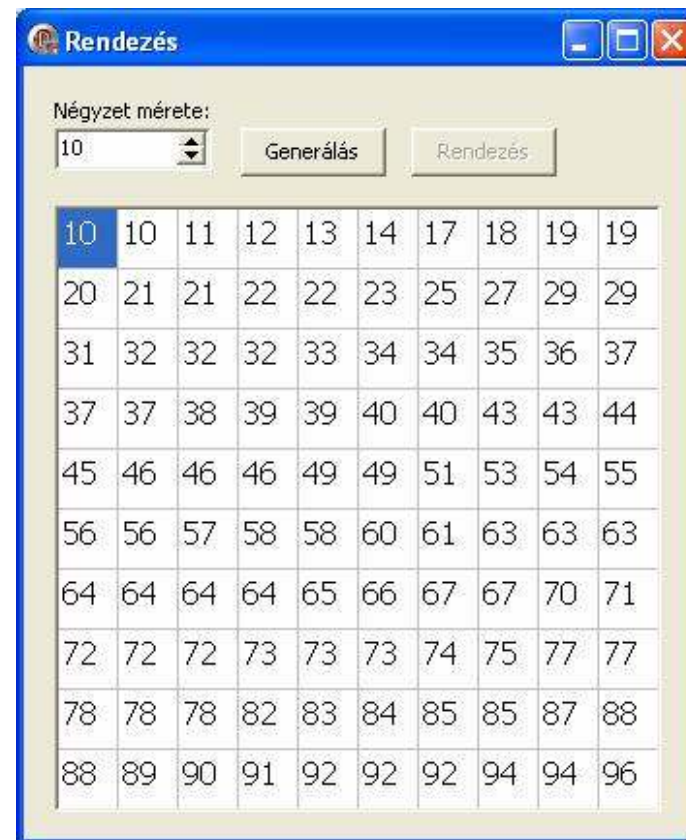 Rendezés
Négyzet mérete:
10 Generálás Rendezés
10 10 11 12 13 14 17 18 19 19
20 21 21 22 22 23 25 27 29 29
31 32 32 32 33 34 34 35 36 37
37 37 38 39 39 40 40 43 43 44
45 46 46 46 49 49 51 53 54 55
56 56 57 58 58 60 61 63 63 63
64 64 64 64 65 66 67 67 70 71
72 72 72 73 73 73 74 75 77 77
78 78 78 82 83 84 85 85 87 88
88 89 90 91 92 92 92 94 94 96